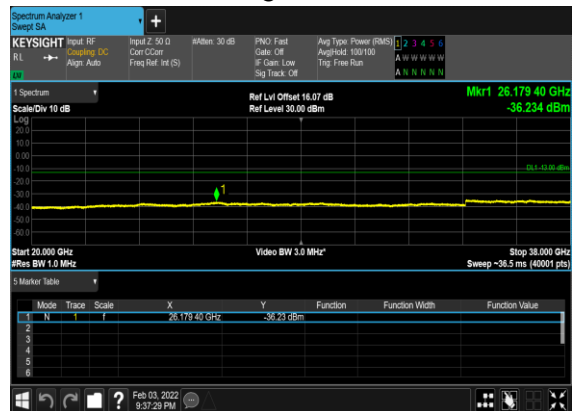 Spectrum Analyzer 1
Swept SA
+
KEYSIGHT Input: RF Input Z: 50 Ω #Atten: 30 dB PNO: Fast Avg Type: Power (RMS) 1 2 3 4 5 6
RL Coupling: DC Corr CCorr Gate: Off Avg|Hold: 100/100 A W W W W W
Align: Auto Freq Ref: Int (S) IF Gain: Low Trig: Free Run
Sig Track: Off A N N N N N
LXI
1 Spectrum Ref Lvl Offset 16.07 dB Mkr1 26.179 40 GHz
Scale/Div 10 dB Ref Level 30.00 dBm -36.234 dBm
Log
20.0
10.0
0.00
-10.0 DL1 -13.00 dBm
-20.0
-30.0 1
-40.0
-50.0
-60.0
Start 20.000 GHz Video BW 3.0 MHz* Stop 38.000 GHz
#Res BW 1.0 MHz Sweep ~36.5 ms (40001 pts)
5 Marker Table
Mode Trace Scale X Y Function Function Width Function Value
1 N 1 f 26.179 40 GHz -36.23 dBm
2
3
4
5
6
? Feb 03, 2022
9:37:29 PM